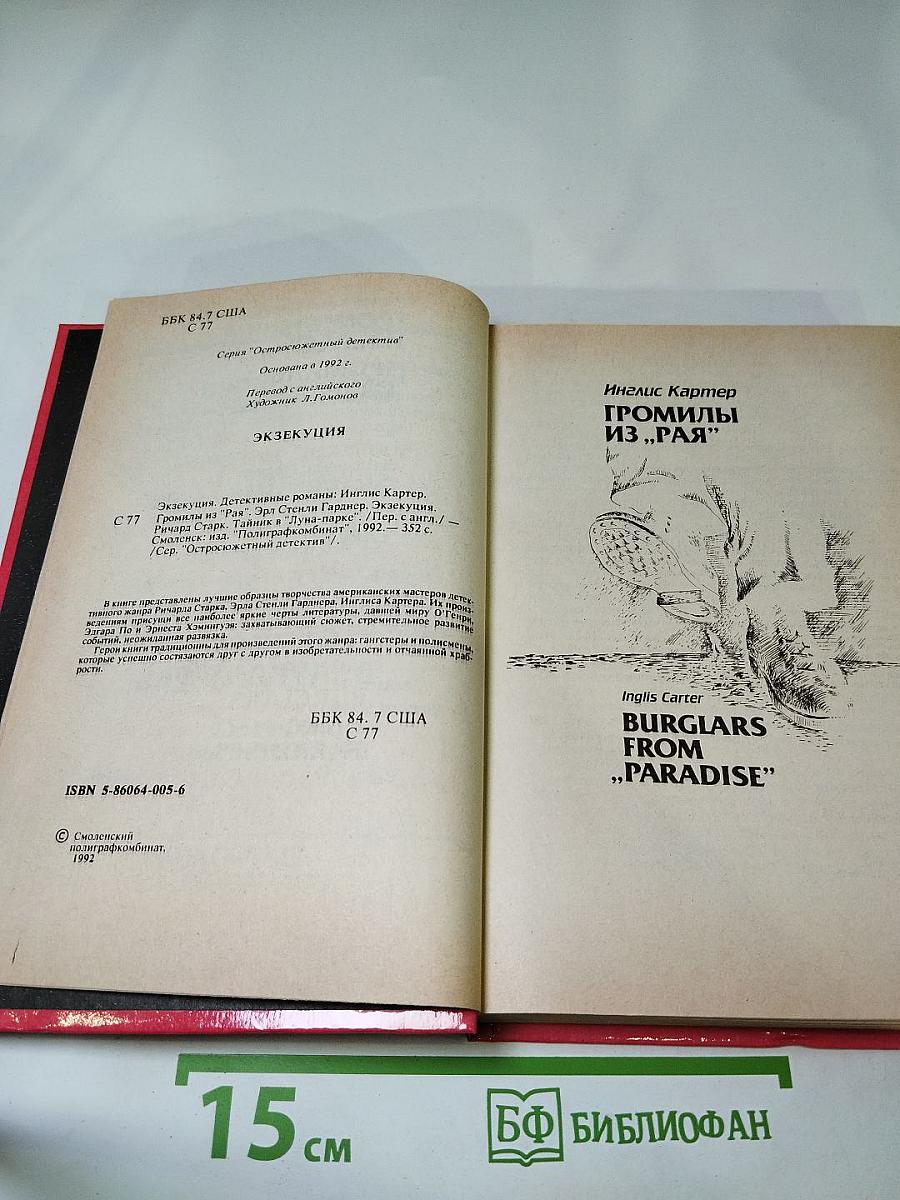 ББК 84.7 США
С 77
Серия "Остросюжетный детектив"
Основана в 1992 г.
Перевод с английского
Художник Л.Гомонов
ЭКЗЕКУЦИЯ
Экзекуция. Детективные романы: Инглис Картер.
С 77 Громилы из "Рая". Эрл Стенли Гарднер. Экзекуция.
Ричард Старк. Тайник в "Луна-парке". /Пер. с англ./ —
Смоленск: изд. "Полиграфкомбинат", 1992.— 352 с.
/Сер. "Остросюжетный детектив"/.
В книге представлены лучшие образцы творчества американских мастеров детек-
тивного жанра Ричарда Старка, Эрла Стенли Гарднера, Инглиса Картера. Их произ-
ведениям присущи все наиболее яркие черты литературы, давшей миру О'Генри,
Эдгара По и Эрнеста Хэмингуэя: захватывающий сюжет, стремительное развитие
событий, неожиданная развязка.
Герои книги традиционны для произведений этого жанра: гангстеры и полисмены,
которые успешно состязаются друг с другом в изобретательности и отчаянной храб-
рости.
ББК 84. 7 США
С 77
ISBN 5-86064-005-6
© Смоленский
полиграфкомбинат,
1992
Инглис Картер
ГРОМИЛЫ
ИЗ „РАЯ”
Inglis Carter
BURGLARS
FROM
„PARADISE”
15 см
БФ БИБЛИОФАН